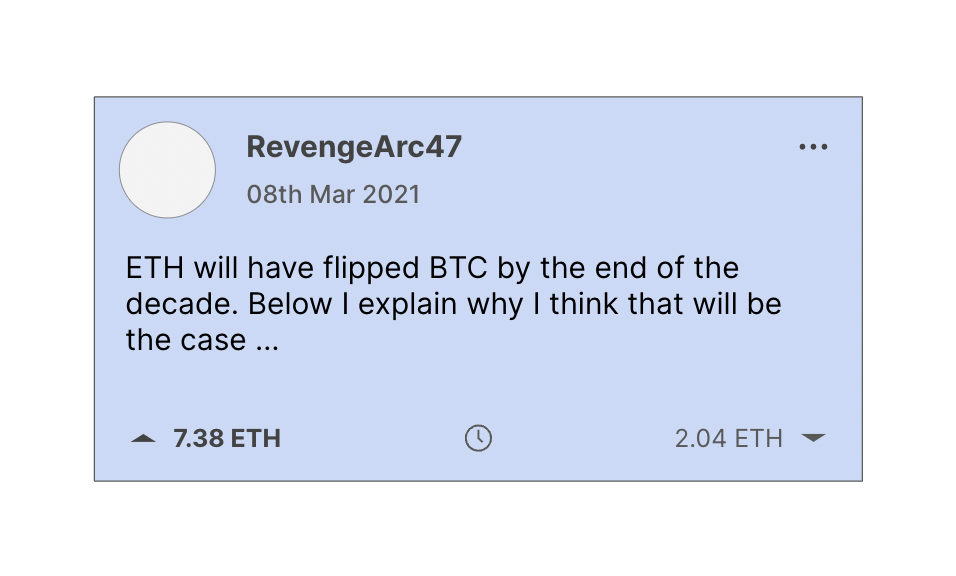 RevengeArc47
08th Mar 2021
ETH will have flipped BTC by the end of the
decade. Below I explain why I think that will be
the case ...
7.38 ETH
2.04 ETH